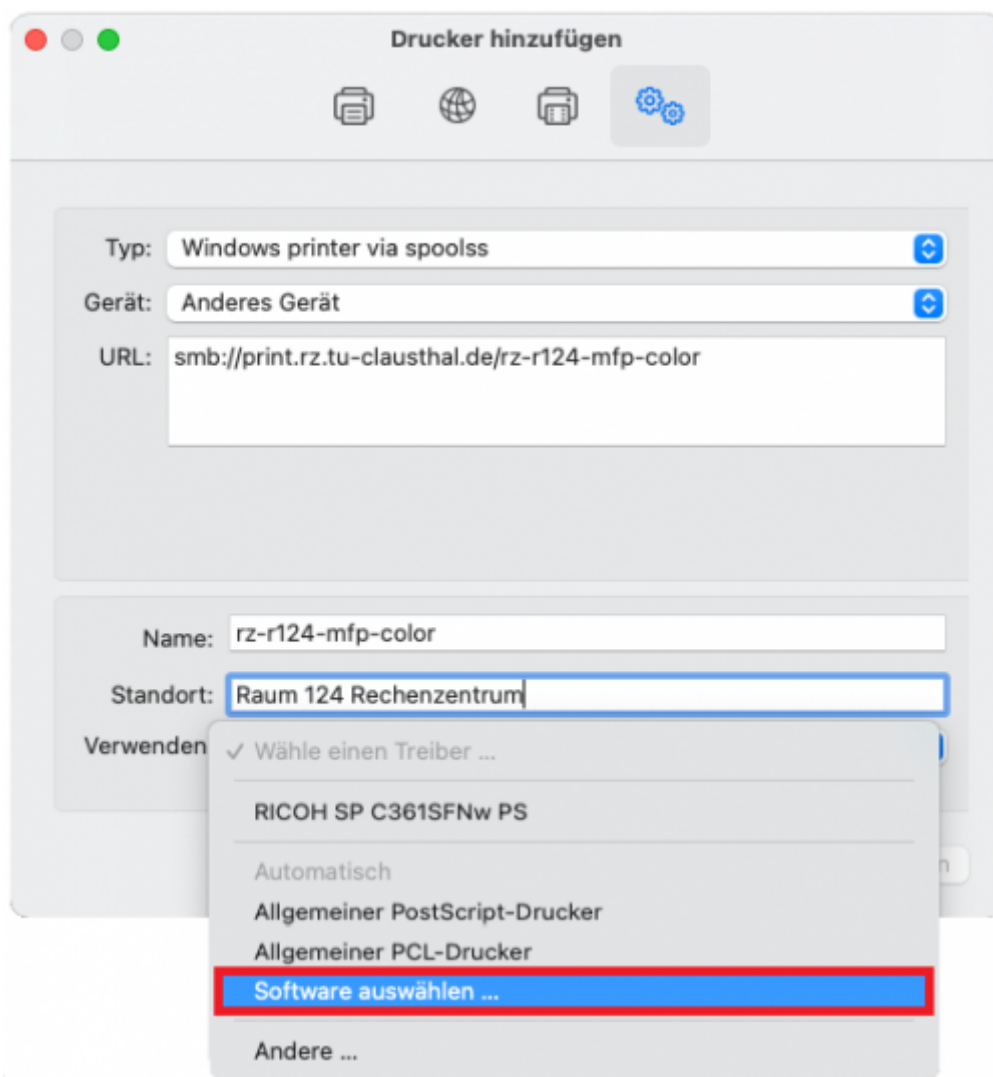 Drucker hinzufügen
Typ: Windows printer via spoolss
Gerät: Anderes Gerät
URL: smb://print.rz.tu-clausthal.de/rz-r124-mfp-color
Name: rz-r124-mfp-color
Standort: Raum 124 Rechenzentrum
Verwenden
✓ Wähle einen Treiber ...
RICOH SP C361SFNw PS
Automatisch
n
Allgemeiner PostScript-Drucker
Allgemeiner PCL-Drucker
Software auswählen ...
Andere ...